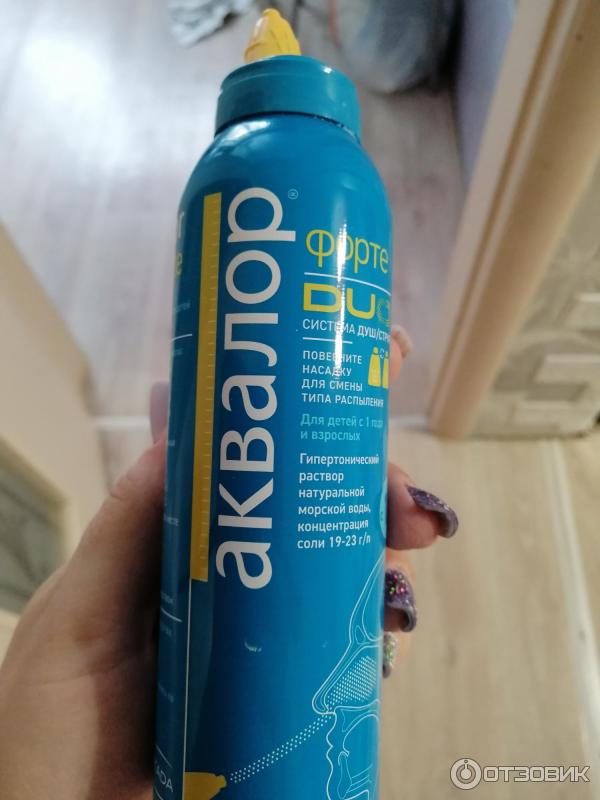 аквалор®
форте
DUO
СИСТЕМА ДУШ/СТРУЯ
ПОВЕРНИТЕ
НАСАДКУ
ДЛЯ СМЕНЫ
ТИПА РАСПЫЛЕНИЯ
Для детей с 1 года
и взрослых
Гипертонический
раствор
натуральной
морской воды,
концентрация
соли 19-23 г/л
ОТЗОВИК